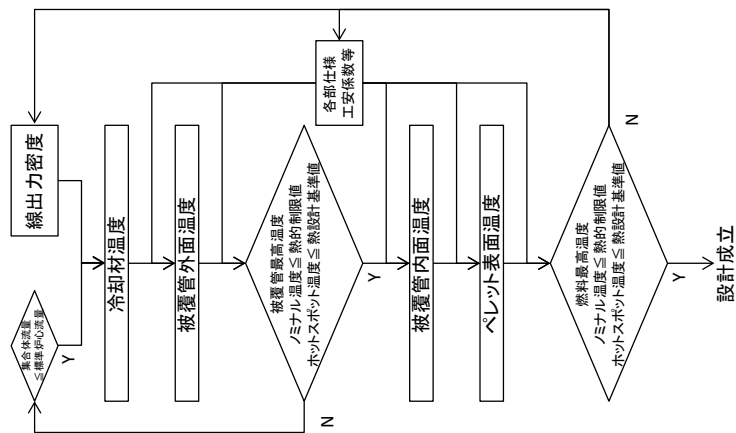 集合体流量
≦標準炉心流量
Y
線出力密度
冷却材温度
被覆管外面温度
各部仕様
工安係数等
被覆管最高温度
ノミナル温度≦熱的制限値
ホットスポット温度≦熱設計基準値
N
Y
被覆管内面温度
ペレット表面温度
燃料最高温度
ノミナル温度≦熱的制限値
ホットスポット温度≦熱設計基準値
N
Y
設計成立